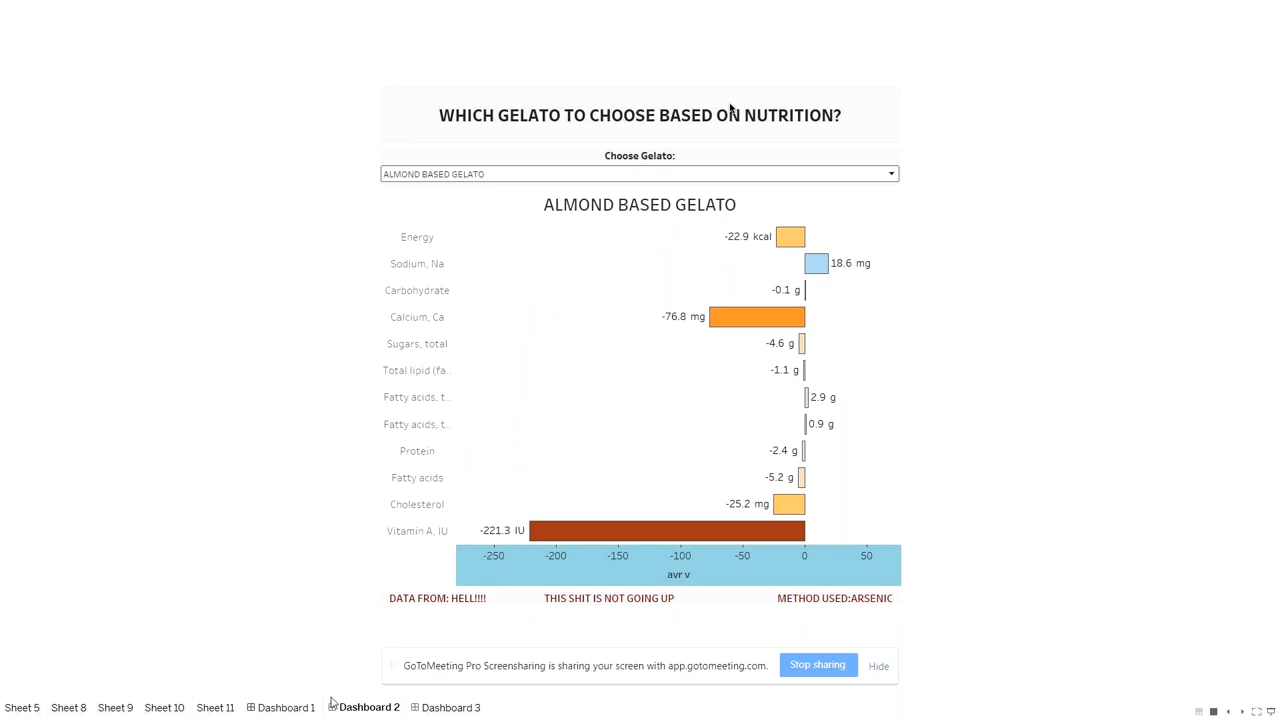 WHICH GELATO TO CHOOSE BASED ON NUTRITION?
Choose Gelato:
ALMOND BASED GELATO
ALMOND BASED GELATO
Energy -22.9 kcal
Sodium, Na 18.6 mg
Carbohydrate -0.1 g
Calcium, Ca -76.8 mg
Sugars, total -4.6 g
Total lipid (fa.. -1.1 g
Fatty acids, t.. 2.9 g
Fatty acids, t.. 0.9 g
Protein -2.4 g
Fatty acids -5.2 g
Cholesterol -25.2 mg
Vitamin A, IU -221.3 IU
-250 -200 -150 -100 -50 0 50
avr v
DATA FROM: HELL!!!! THIS SHIT IS NOT GOING UP METHOD USED:ARSENIC
GoToMeeting Pro Screensharing is sharing your screen with app.gotomeeting.com. Stop sharing Hide
Sheet 5 Sheet 8 Sheet 9 Sheet 10 Sheet 11 Dashboard 1 Dashboard 2 Dashboard 3